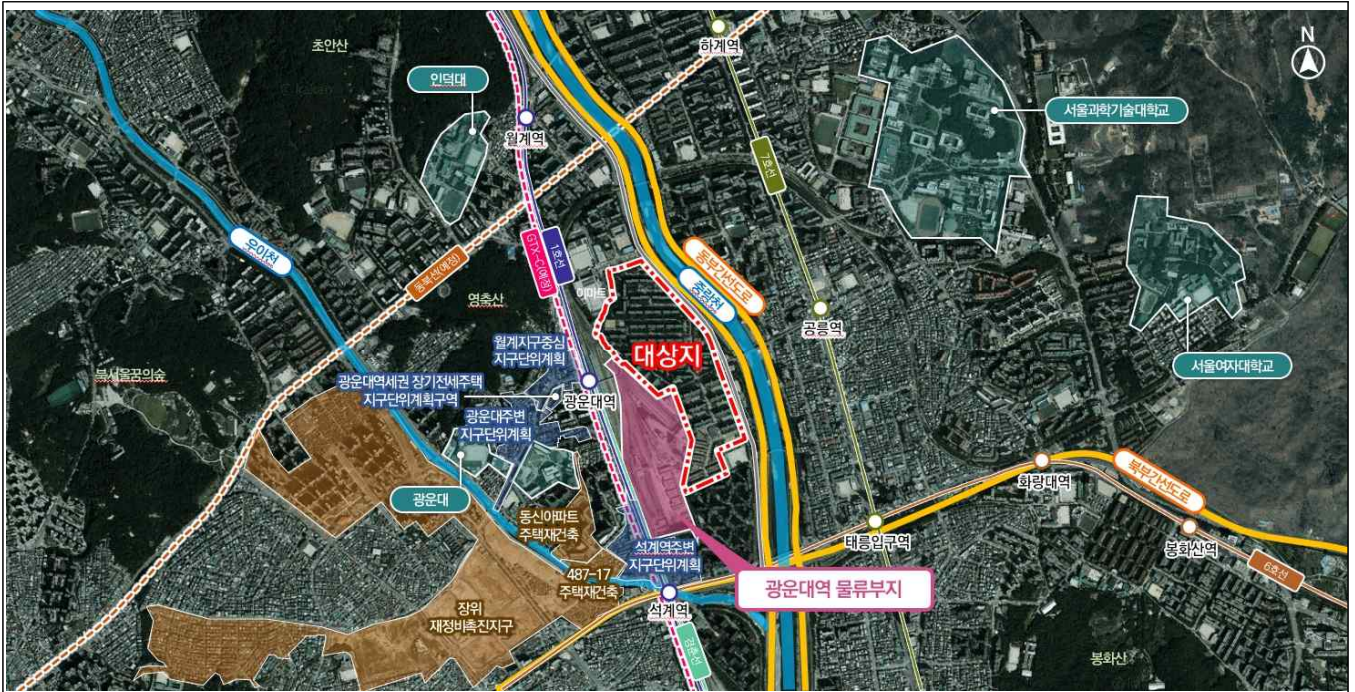 N
초안산
하계역
인덕대
서울과학기술대학교
월계역
7호선
우이천
동북선(예정)
GTX-C(예정)
1호선
동부간선도로
중랑천
이마트
영축산
공릉역
월계지구중심
지구단위계획
대상지
서울여자대학교
북서울꿈의숲
광운대역세권 장기전세주택
지구단위계획구역
광운대역
광운대주변
지구단위계획
화랑대역
북부간선도로
광운대
동신아파트
주택재건축
태릉입구역
봉화산역
석계역주변
지구단위계획
6호선
487-17
주택재건축
광운대역 물류부지
석계역
장위
재정비촉진지구
경춘선
봉화산